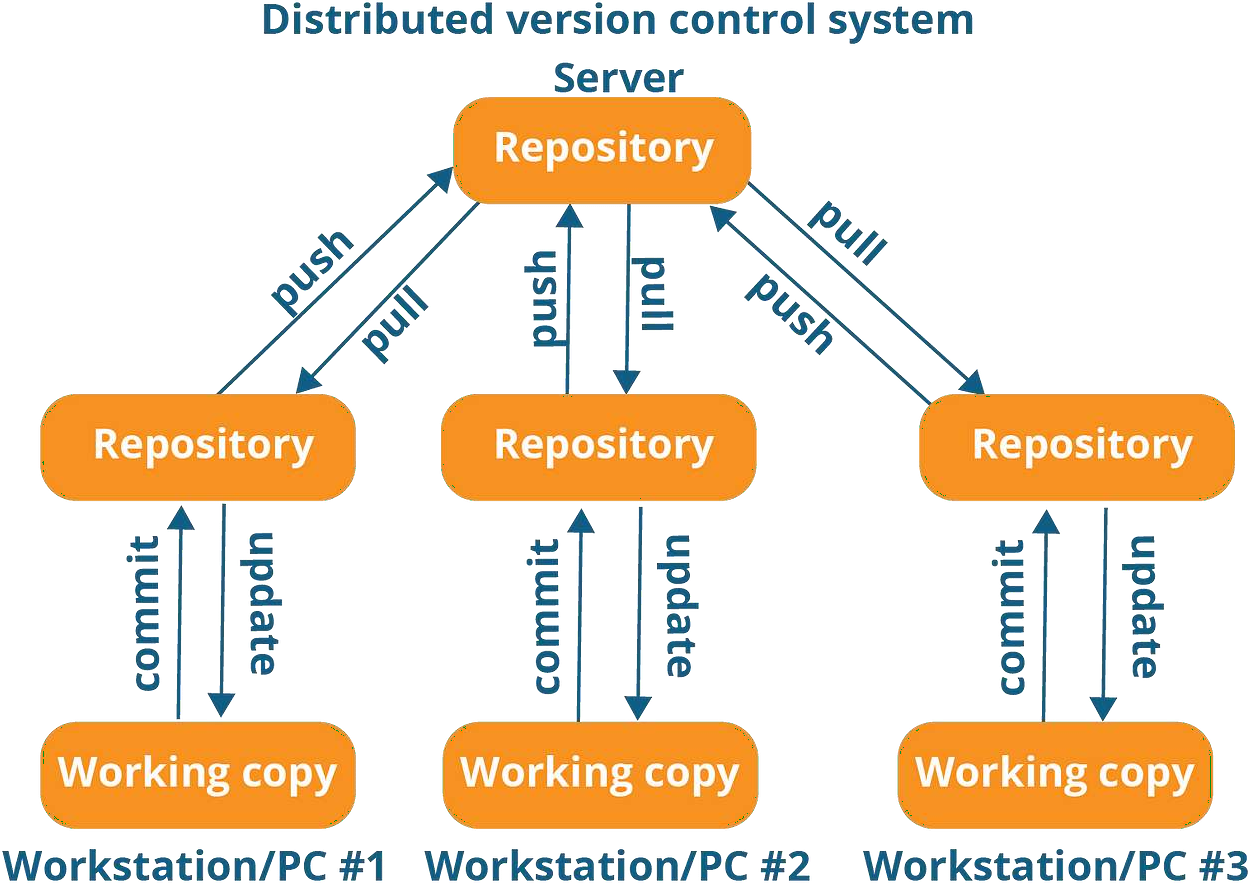 Distributed version control system
Server
Repository
push
pull
push
pull
push
pull
Repository
Repository
Repository
commit
update
commit
update
commit
update
Working copy
Working copy
Working copy
Workstation/PC #1
Workstation/PC #2
Workstation/PC #3